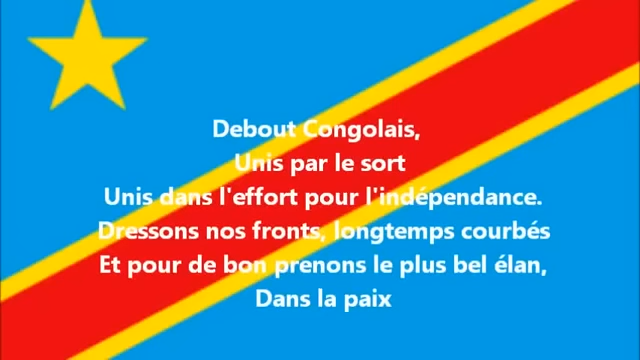 Debout Congolais,
Unis par le sort
Unis dans l'effort pour l'indépendance.
Dressons nos fronts, longtemps courbés
Et pour de bon prenons le plus bel élan,
Dans la paix